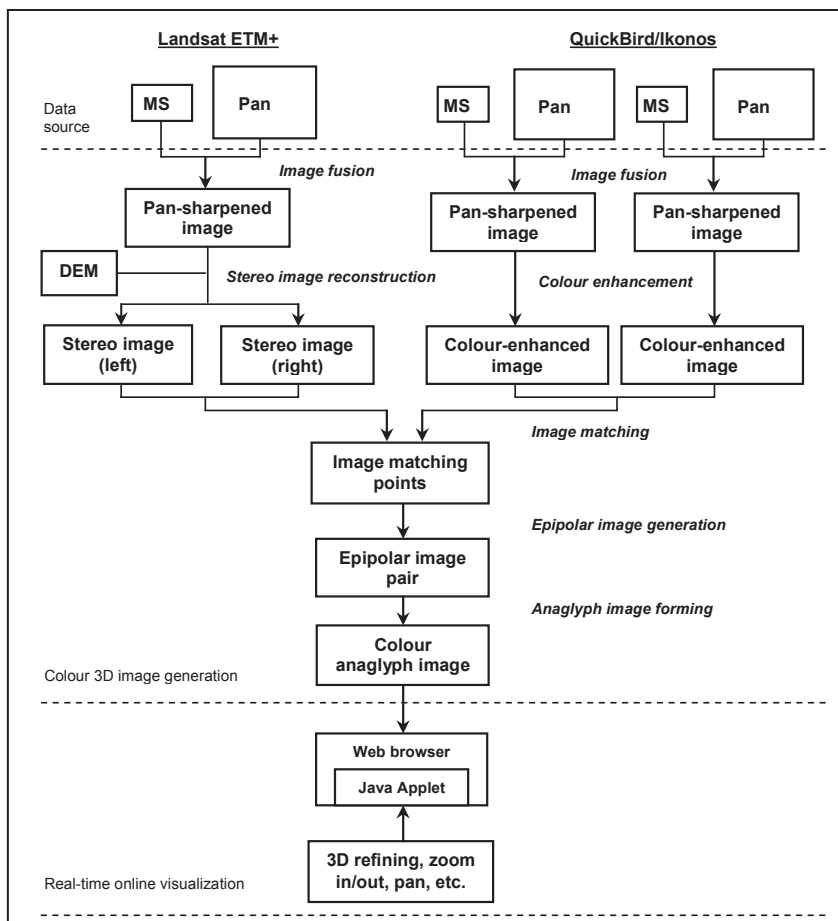 Landsat ETM+
QuickBird/Ikonos
MS
Pan
MS
Pan
MS
Pan
Data
source
Image fusion
Image fusion
Pan-sharpened
image
Pan-sharpened
image
Pan-sharpened
image
DEM
Stereo image reconstruction
Colour enhancement
Stereo image
(left)
Stereo image
(right)
Colour-enhanced
image
Colour-enhanced
image
Image matching
Image matching
points
Epipolar image generation
Epipolar image
pair
Anaglyph image forming
Colour
anaglyph image
Colour 3D image generation
Web browser
Java Applet
3D refining, zoom
in/out, pan, etc.
Real-time online visualization